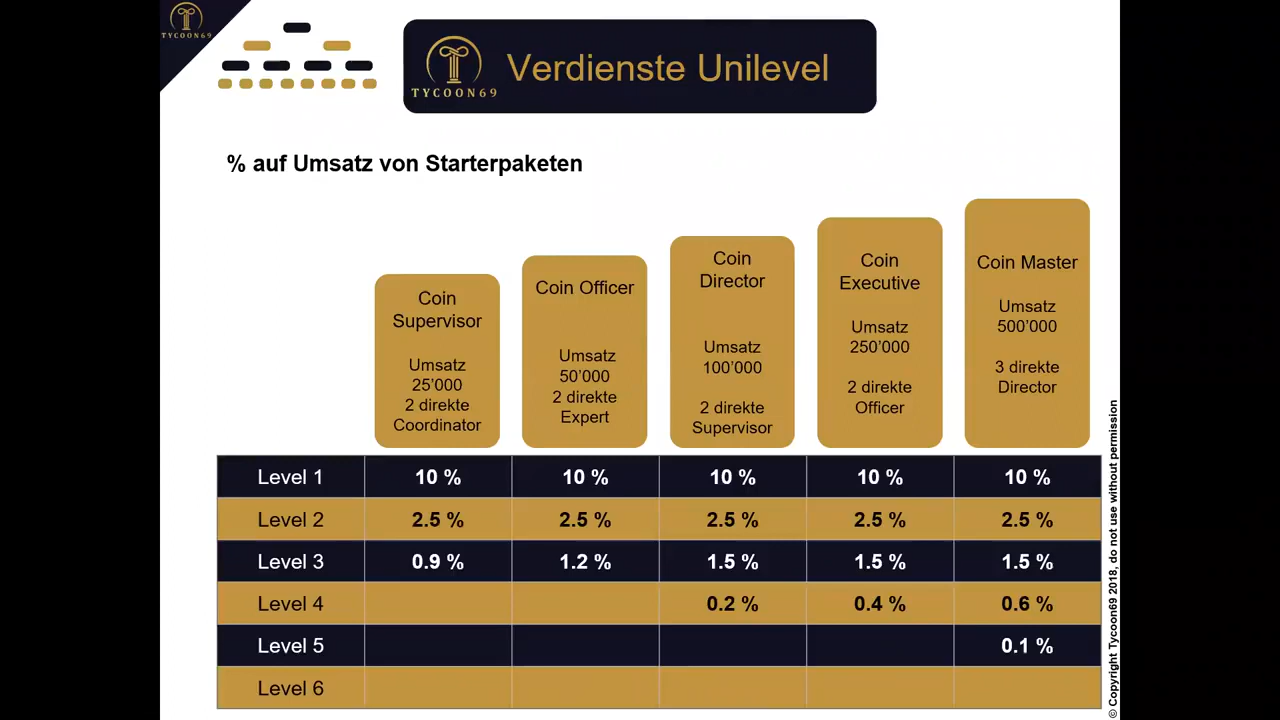 TYCOON69
TYCOON69
Verdienste Unilevel
% auf Umsatz von Starterpaketen
Coin
Supervisor
Umsatz
25’000
2 direkte
Coordinator
Coin Officer
Umsatz
50’000
2 direkte
Expert
Coin
Director
Umsatz
100’000
2 direkte
Supervisor
Coin
Executive
Umsatz
250’000
2 direkte
Officer
Coin Master
Umsatz
500’000
3 direkte
Director
Level 1 10 % 10 % 10 % 10 % 10 %
Level 2 2.5 % 2.5 % 2.5 % 2.5 % 2.5 %
Level 3 0.9 % 1.2 % 1.5 % 1.5 % 1.5 %
Level 4 0.2 % 0.4 % 0.6 %
Level 5 0.1 %
Level 6
© Copyright Tycoon69 2018, do not use without permission